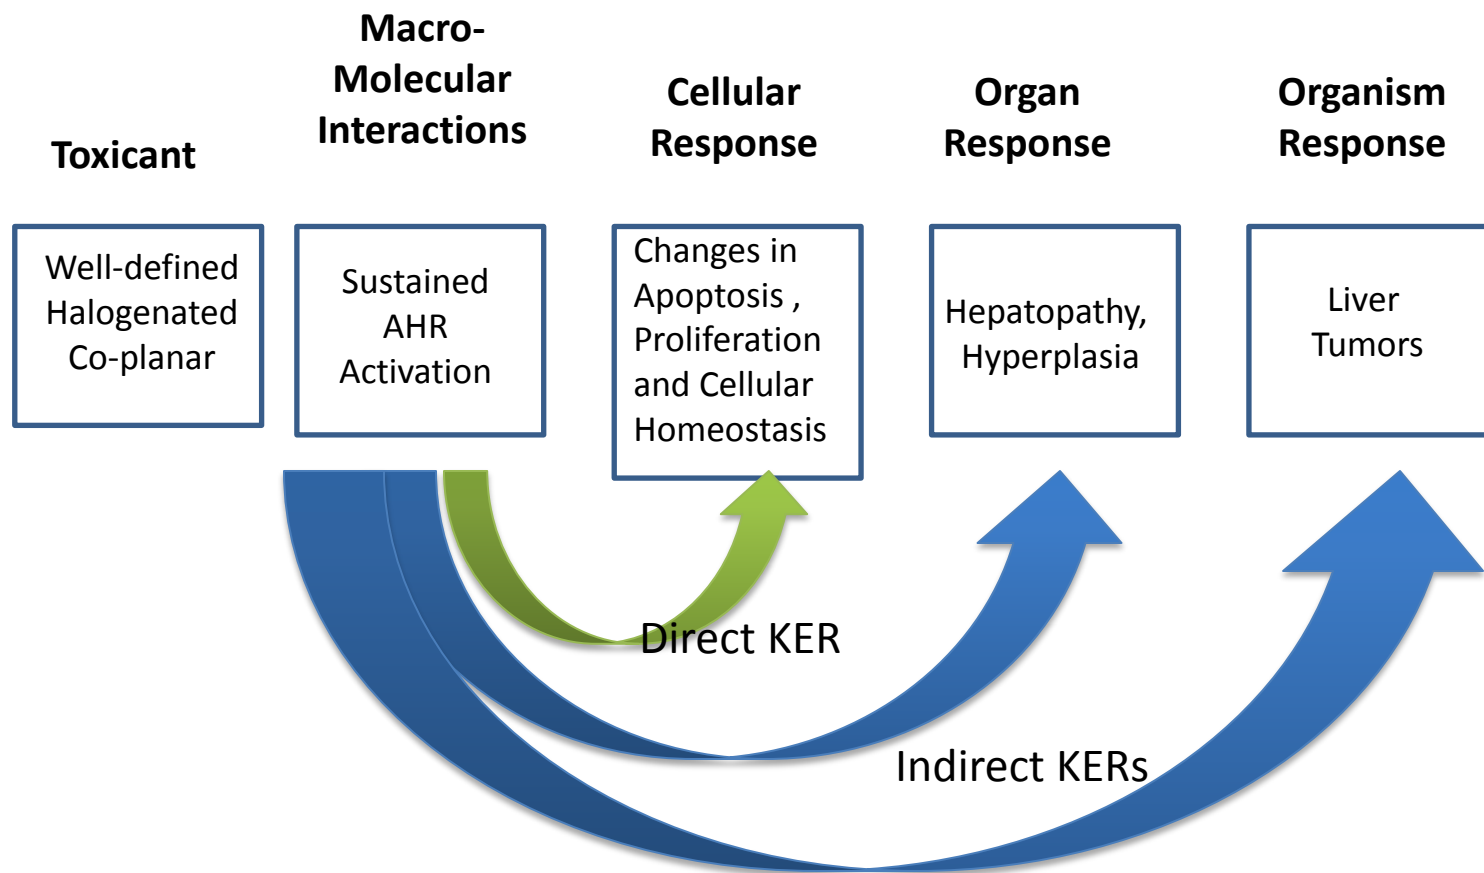 Toxicant
Macro-
Molecular
Interactions
Cellular
Response
Organ
Response
Organism
Response
Well-defined
Halogenated
Co-planar
Sustained
AHR
Activation
Changes in
Apoptosis ,
Proliferation
and Cellular
Homeostasis
Hepatopathy,
Hyperplasia
Liver
Tumors
Direct KER
Indirect KERs